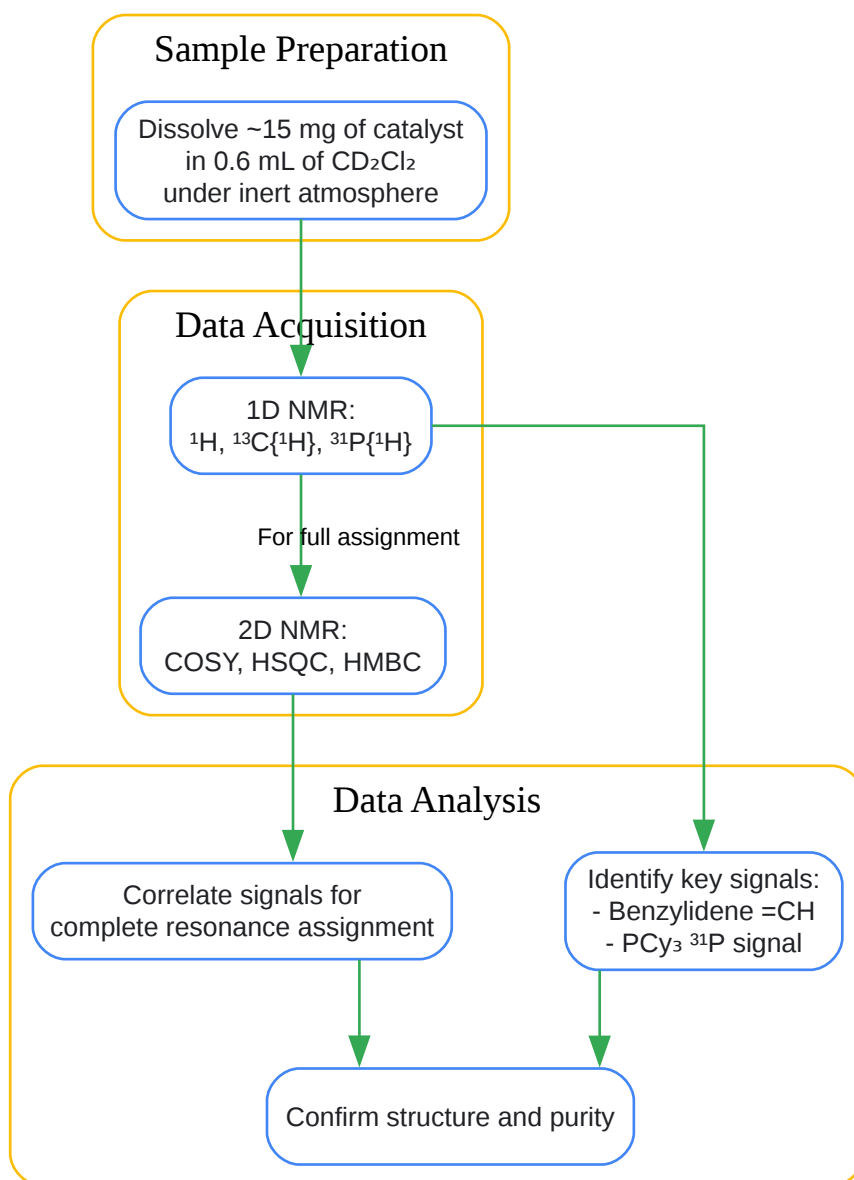 Sample Preparation
Dissolve ~15 mg of catalyst
in 0.6 mL of CD₂Cl₂
under inert atmosphere
Data Acquisition
1D NMR:
¹H, ¹³C{¹H}, ³¹P{¹H}
For full assignment
2D NMR:
COSY, HSQC, HMBC
Data Analysis
Correlate signals for
complete resonance assignment
Identify key signals:
- Benzylidene =CH
- PCy₃ ³¹P signal
Confirm structure and purity